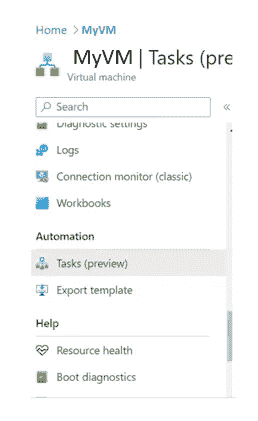 Home > MyVM
MyVM | Tasks (pre
Virtual machine
Search «
Diagnostic settings
Logs
Connection monitor (classic)
Workbooks
Automation
Tasks (preview)
Export template
Help
Resource health
Boot diagnostics